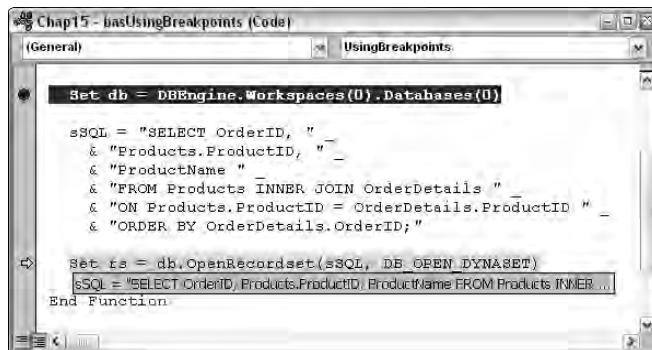 Chap15 - basUsingBreakpoints (Code)
(General) UsingBreakpoints
Set db = DBEngine.Workspaces(0).Databases(0)
sSQL = "SELECT OrderID, " _
& "Products.ProductID, " _
& "ProductName " _
& "FROM Products INNER JOIN OrderDetails " _
& "ON Products.ProductID = OrderDetails.ProductID " _
& "ORDER BY OrderDetails.OrderID;"
Set rs = db.OpenRecordset(sSQL, DB_OPEN_DYNASET)
sSQL = "SELECT OrderID, Products.ProductID, ProductName FROM Products INNER ...
End Function